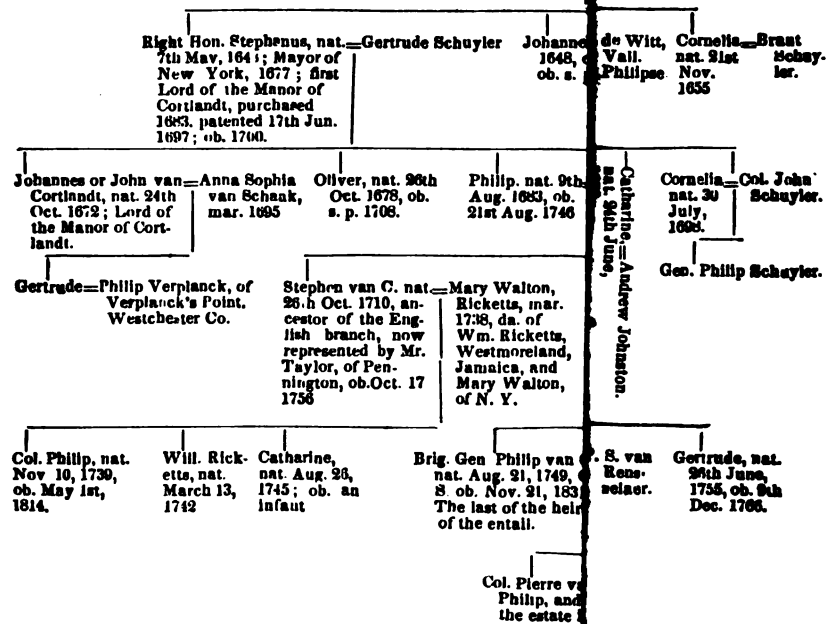 Right Hon. Stephenus, nat.=Gertrude Schuyler
7th May, 1643; Mayor of
New York, 1677; first
Lord of the Manor of
Cortlandt, purchased
1683. patented 17th Jun.
1697; ob. 1700.
de Witt,
1648,
Vall.
ob. s.
Philipse
Cornelia=Brant
nat. 21st Schuy-
Nov. ler.
1655
Johannes or John van=Anna Sophia
Cortlandt, nat. 24th van Schaak,
Oct. 1672; Lord of mar. 1695
the Manor of Cort-
landt.
Oliver, nat. 26th
Oct. 1678, ob.
s. p. 1708.
Philip. nat. 9th
Aug. 1683, ob.
21st Aug. 1746
Catharine,=Andrew Johnston.
nat. 24th June,
Cornelia=Col. John
nat. 30 Schuyler.
July,
1698.
Gen. Philip Schuyler.
Gertrude=Philip Verplanck, of
Verplanck's Point.
Westchester Co.
Stephen van C. nat=Mary Walton,
26th Oct. 1710, an- Ricketts, mar.
cestor of the Eng- 1738, da. of
lish branch, now Wm. Ricketts,
represented by Mr. Westmoreland,
Taylor, of Pen- Jamaica, and
nington, ob.Oct. 17 Mary Walton,
1756 of N. Y.
Col. Philip, nat.
Nov 10, 1739,
ob. May 1st,
1814.
Will. Rick-
etts, nat.
March 13,
1742
Catharine,
nat. Aug. 26,
1745; ob. an
infaut
Brig. Gen Philip van
nat. Aug. 21, 1749,
S. ob. Nov. 21, 183
The last of the heir
of the entail.
S. van
Rens-
selaer.
Gertrude, nat.
26th June,
1755, ob. 9th
Dec. 1766.
Col. Pierre
Philip, and
the estate